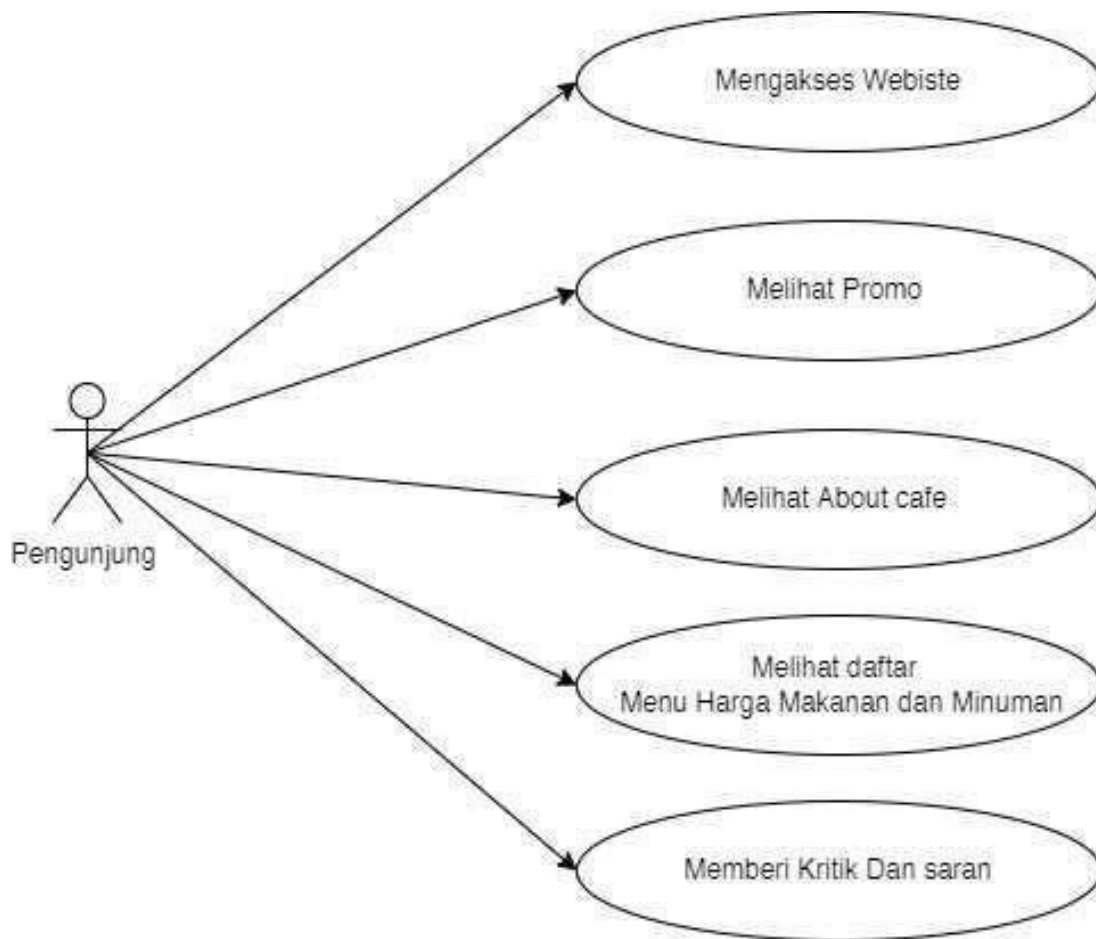 Mengakses Webiste
Melihat Promo
Melihat About cafe
Pengunjung
Melihat daftar
Menu Harga Makanan dan Minuman
Memberi Kritik Dan saran